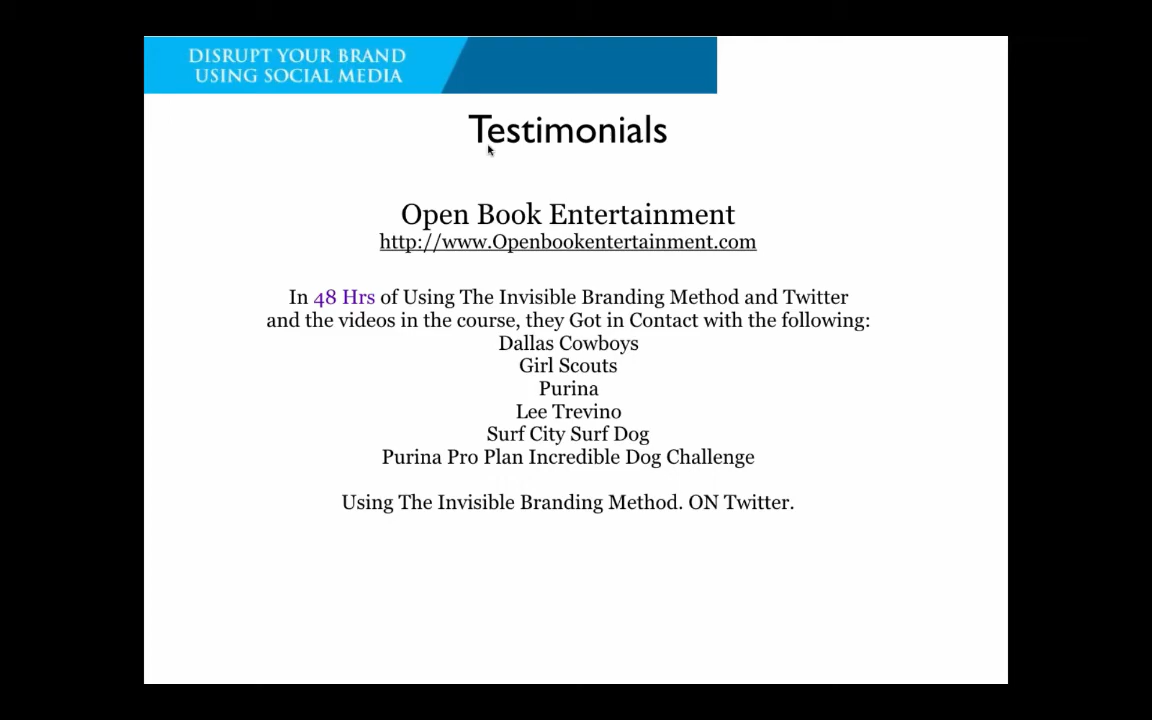 DISRUPT YOUR BRAND
USING SOCIAL MEDIA
Testimonials
Open Book Entertainment
http://www.Openbookentertainment.com
In 48 Hrs of Using The Invisible Branding Method and Twitter
and the videos in the course, they Got in Contact with the following:
Dallas Cowboys
Girl Scouts
Purina
Lee Trevino
Surf City Surf Dog
Purina Pro Plan Incredible Dog Challenge
Using The Invisible Branding Method. ON Twitter.